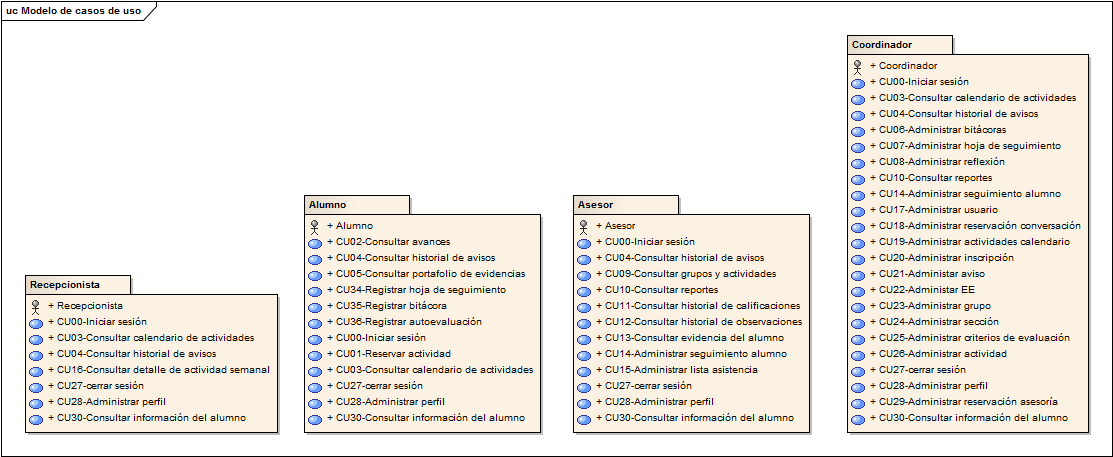 uc Modelo de casos de uso
Recepcionista
+ Recepcionista
+ CU00-Iniciar sesión
+ CU03-Consultar calendario de actividades
+ CU04-Consultar historial de avisos
+ CU16-Consultar detalle de actividad semanal
+ CU27-cerrar sesión
+ CU28-Administrar perfil
+ CU30-Consultar información del alumno
Alumno
+ Alumno
+ CU02-Consultar avances
+ CU04-Consultar historial de avisos
+ CU05-Consultar portafolio de evidencias
+ CU34-Registrar hoja de seguimiento
+ CU35-Registrar bitácora
+ CU36-Registrar autoevaluación
+ CU00-Iniciar sesión
+ CU01-Reservar actividad
+ CU03-Consultar calendario de actividades
+ CU27-cerrar sesión
+ CU28-Administrar perfil
+ CU30-Consultar información del alumno
Asesor
+ Asesor
+ CU00-Iniciar sesión
+ CU04-Consultar historial de avisos
+ CU09-Consultar grupos y actividades
+ CU10-Consultar reportes
+ CU11-Consultar historial de calificaciones
+ CU12-Consultar historial de observaciones
+ CU13-Consultar evidencia del alumno
+ CU14-Administrar seguimiento alumno
+ CU15-Administrar lista asistencia
+ CU27-cerrar sesión
+ CU28-Administrar perfil
+ CU30-Consultar información del alumno
Coordinador
+ Coordinador
+ CU00-Iniciar sesión
+ CU03-Consultar calendario de actividades
+ CU04-Consultar historial de avisos
+ CU06-Administrar bitácoras
+ CU07-Administrar hoja de seguimiento
+ CU08-Administrar reflexión
+ CU10-Consultar reportes
+ CU14-Administrar seguimiento alumno
+ CU17-Administrar usuario
+ CU18-Administrar reservación conversación
+ CU19-Administrar actividades calendario
+ CU20-Administrar inscripción
+ CU21-Administar aviso
+ CU22-Administar EE
+ CU23-Administrar grupo
+ CU24-Administrar sección
+ CU25-Administrar criterios de evaluación
+ CU26-Administrar actividad
+ CU27-cerrar sesión
+ CU28-Administrar perfil
+ CU29-Administrar reservación asesoría
+ CU30-Consultar información del alumno